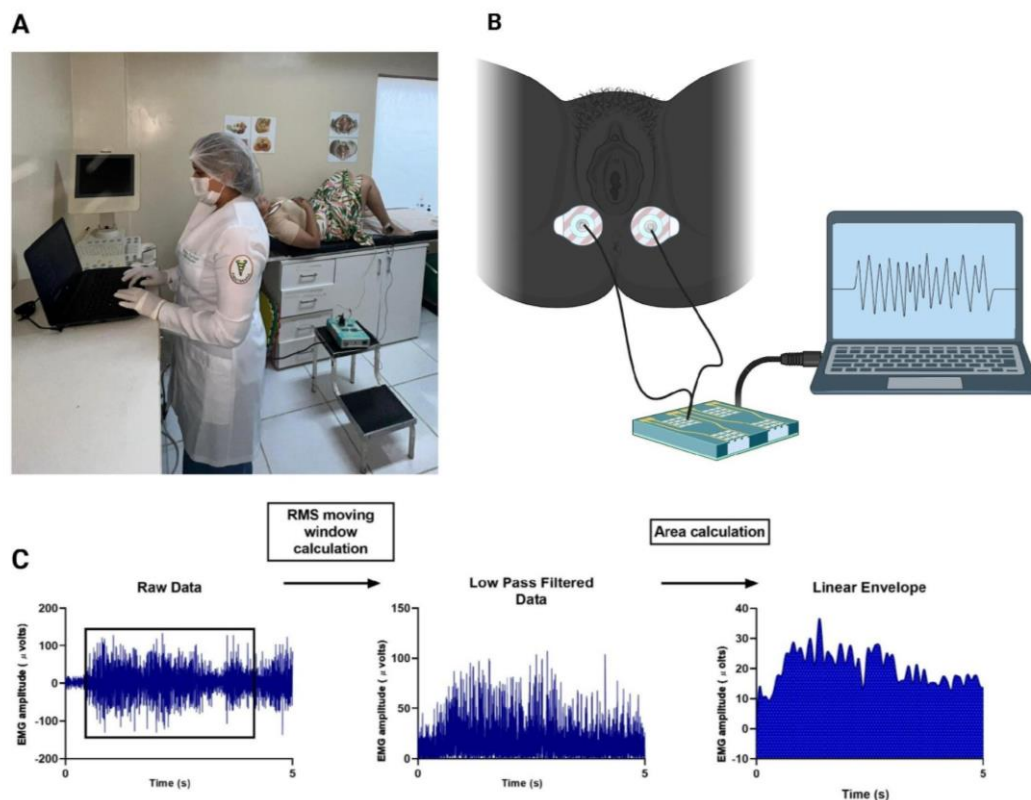 A
B
RMS moving
window
calculation
Area calculation
C
Raw Data
Low Pass Filtered
Data
Linear Envelope
EMG amplitude ( μ volts)
200
100
0
-100
-200
0
5
Time (s)
EMG amplitude ( μ volts)
150
100
50
0
0
5
Time (s)
EMG amplitude ( μ olts)
40
30
20
10
0
-10
0
5
Time (s)